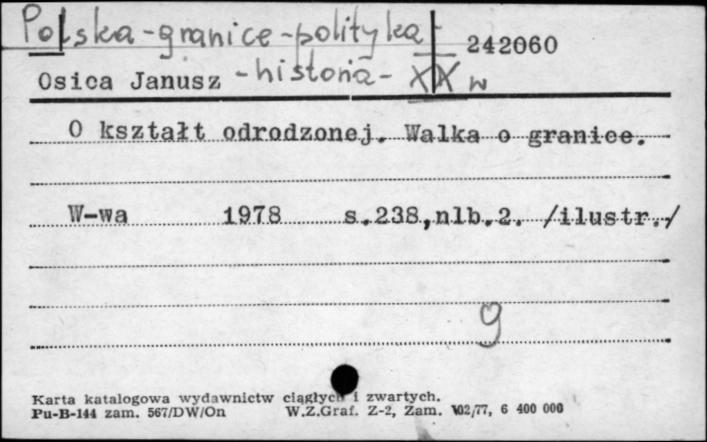 Polska - granice - polityka - 242060
Osica Janusz - historia - XX w
O kształt odrodzonej. Walka o granice.
W-wa 1978 s.238,nlb.2. /ilustr./
9
Karta katalogowa wydawnictw ciągłych i zwartych.
Pu-B-144 zam. 567/DW/On W.Z.Graf. Z-2, Zam. 102/77, 6 400 000